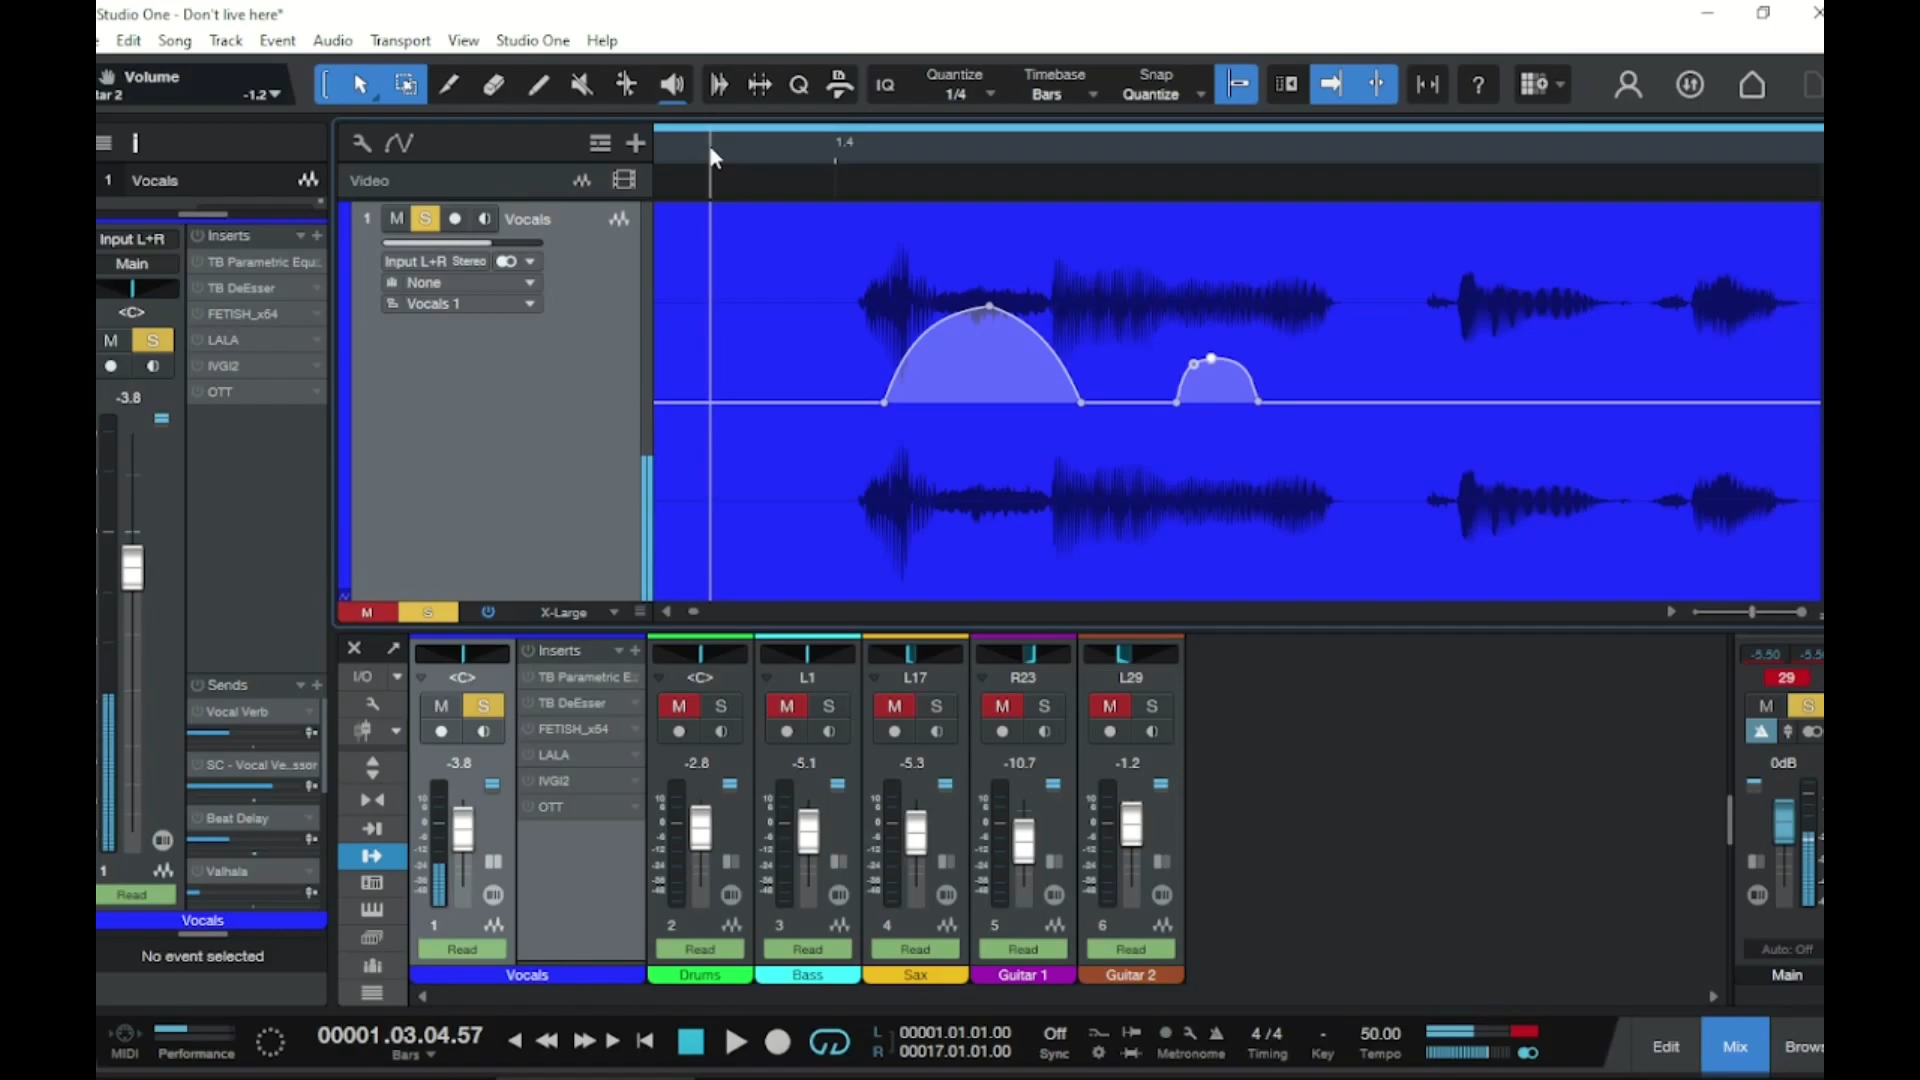 Studio One - Don't live here*
Edit Song Track Event Audio Transport View Studio One Help
Volume
tar 2 -1.2
IQ
Quantize
1/4
Timebase
Bars
Snap
Quantize
?
1.4
1 Vocals
Video
1 M S Vocals
Input L+R
Main
<C>
M S
-3.8
Inserts
TB Parametric Equ..
TB DeEsser
FETISH_x64
LALA
IVGI2
OTT
Input L+R Stereo
None
Vocals 1
M S X-Large
Sends
Vocal Verb
SC - Vocal Ve..ssor
Beat Delay
Valhala
1
Read
Vocals
No event selected
I/O
<C>
M S
-3.8
1
Read
Vocals
Inserts
TB Parametric E..
TB DeEsser
FETISH_x64
LALA
IVGI2
OTT
<C>
M S
-2.8
2
Read
Drums
L1
M S
-5.1
3
Read
Bass
L17
M S
-5.3
4
Read
Sax
R23
M S
-10.7
5
Read
Guitar 1
L29
M S
-1.2
6
Read
Guitar 2
-5.50 -5.5
29
M S
0dB
Auto: Off
Main
MIDI
Performance
00001.03.04.57
Bars
L 00001.01.01.00
R 00017.01.01.00
Off
Sync
Metronome
4 / 4
Timing
-
Key
50.00
Tempo
Edit
Mix
Brow